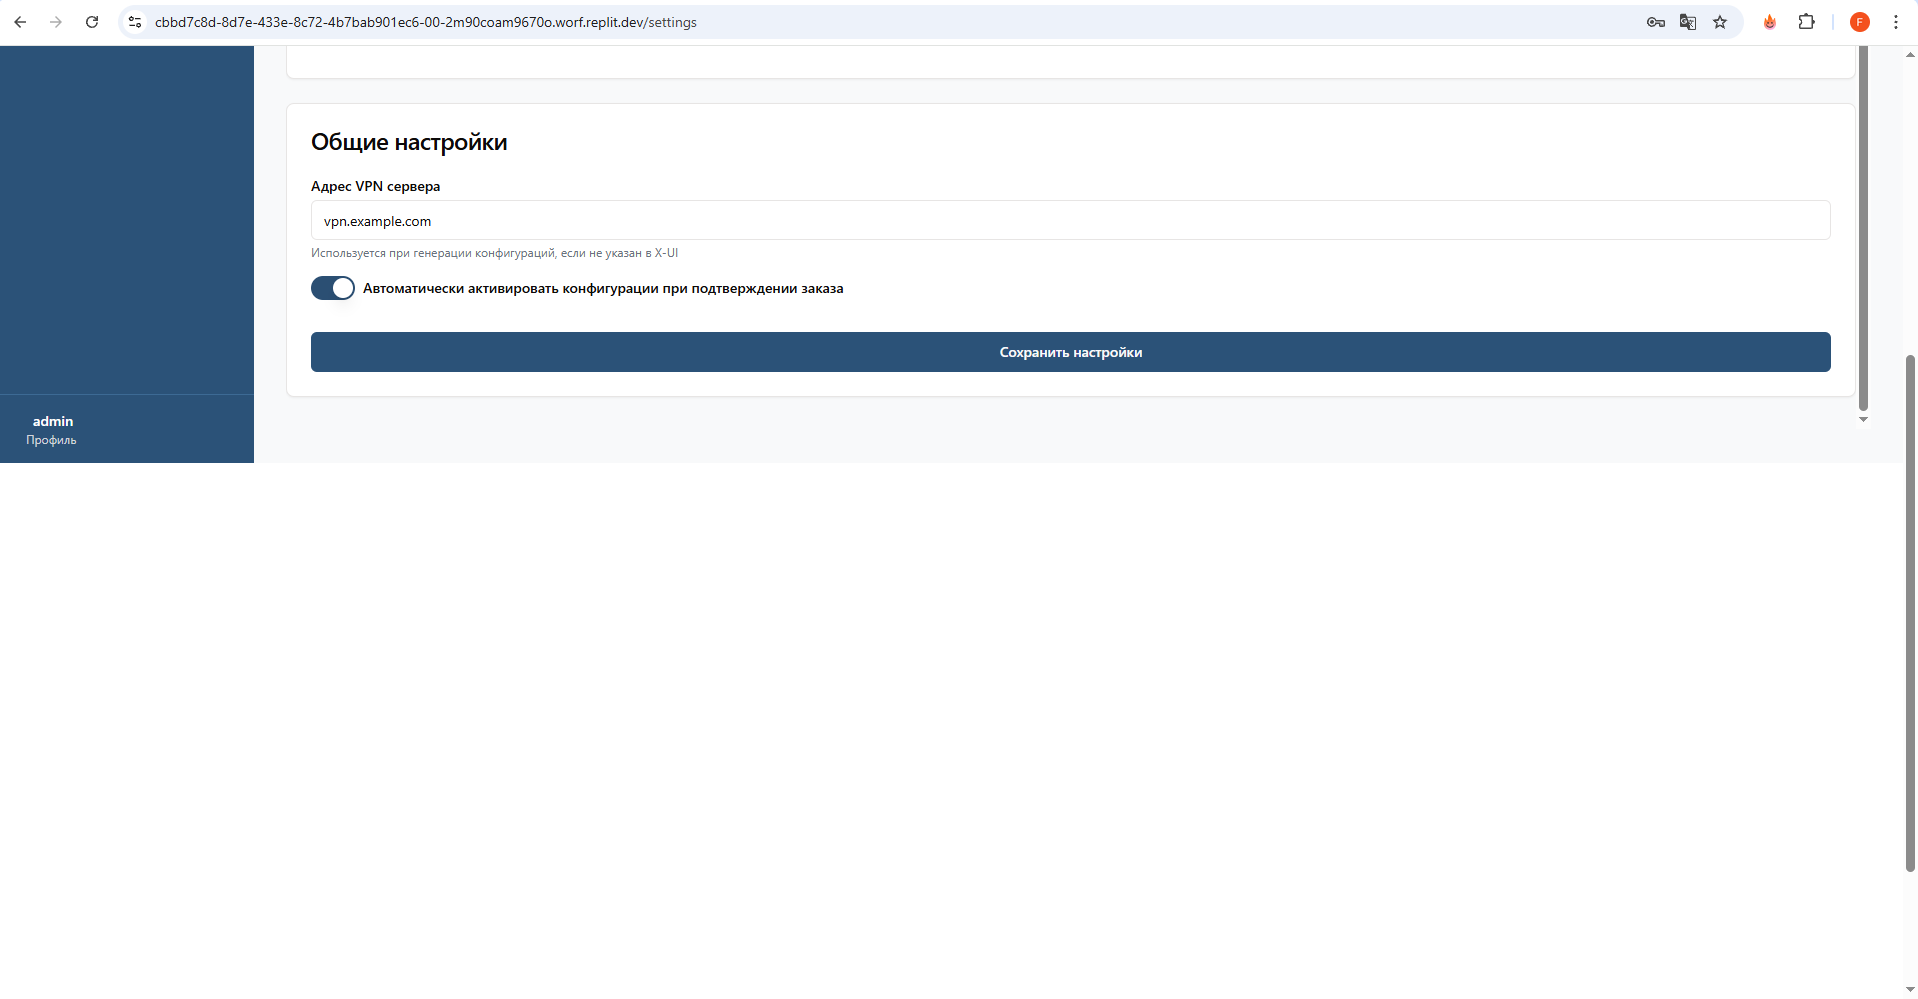 cbbd7c8d-8d7e-433e-8c72-4b7bab901ec6-00-2m90coam9670o.worf.replit.dev/settings
F
Общие настройки
Адрес VPN сервера
vpn.example.com
Используется при генерации конфигураций, если не указан в X-UI
Автоматически активировать конфигурации при подтверждении заказа
Сохранить настройки
admin
Профиль